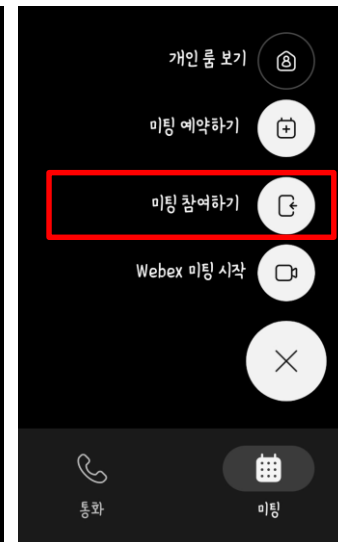 개인 룸 보기
미팅 예약하기
미팅 참여하기
Webex 미팅 시작
통화
미팅